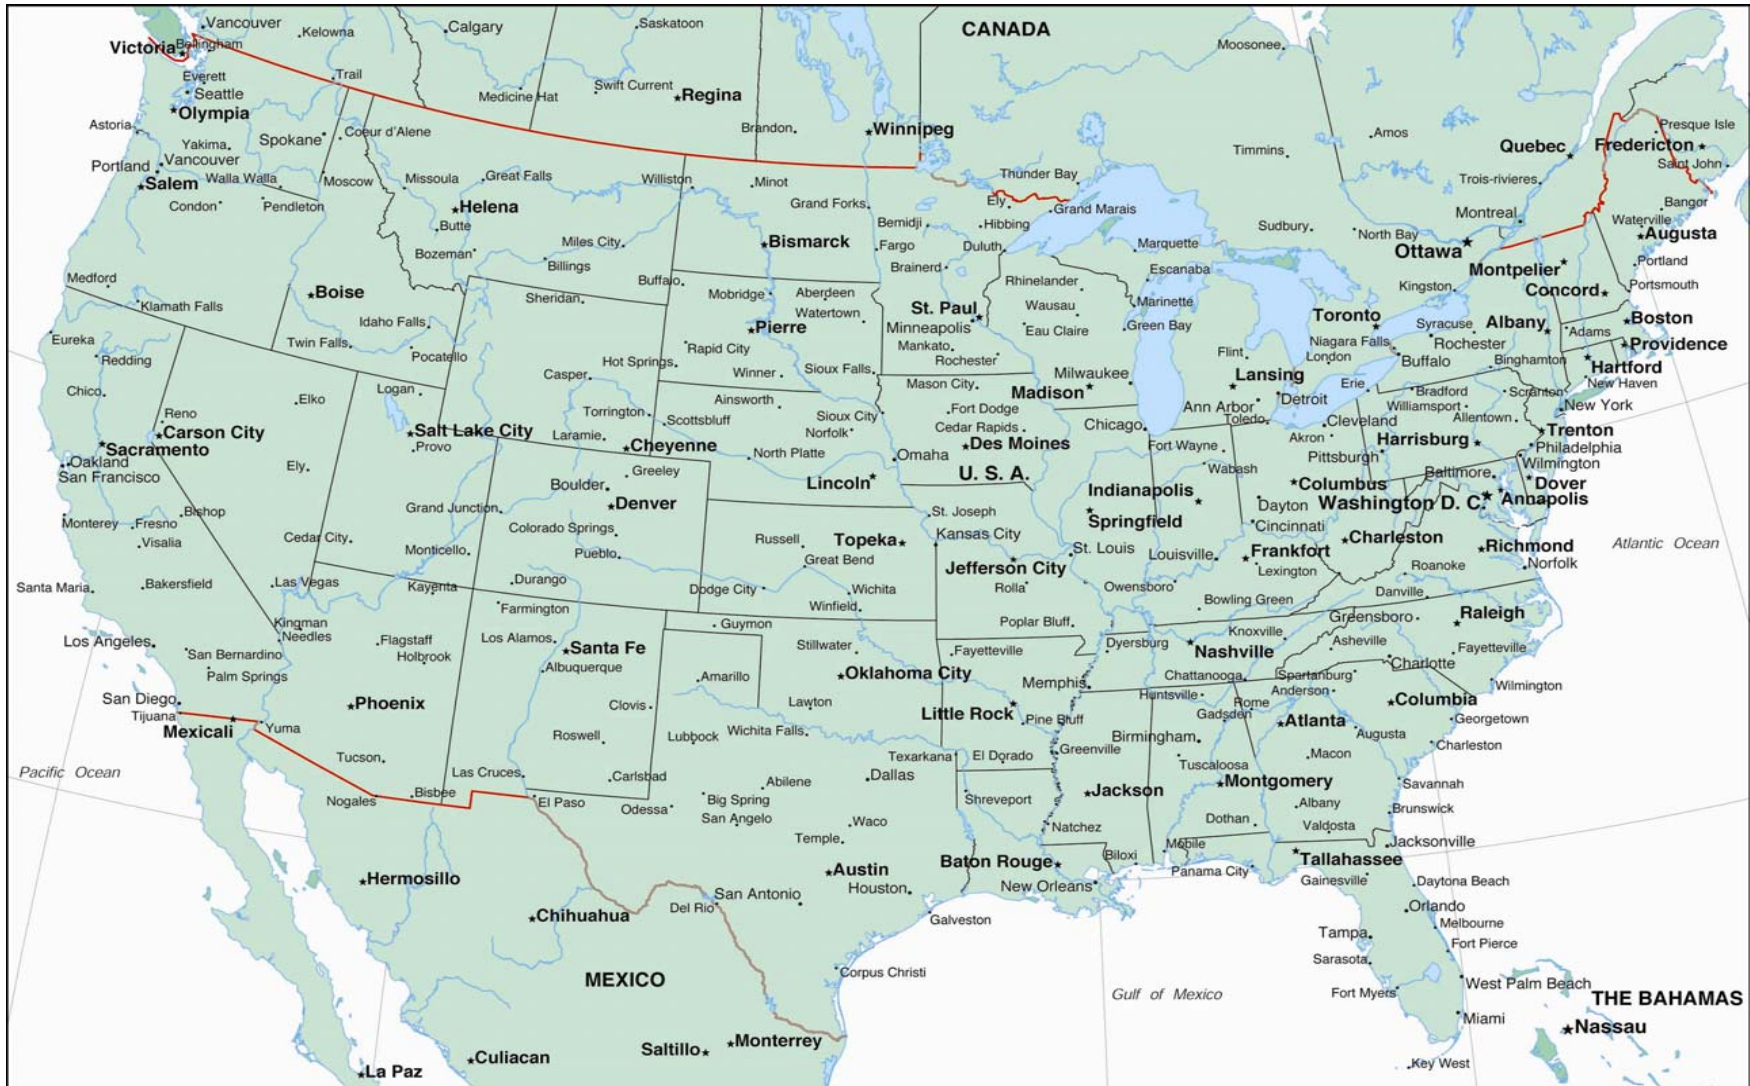 Vancouver
Kelowna
Calgary
Saskatoon
CANADA
Moosonee
Victoria
Bellingham
Everett
Seattle
Trail
Medicine Hat
Swift Current
Regina
Olympia
Astoria
Yakima
Spokane
Coeur d'Alene
Brandon
Winnipeg
Amos
Timmins
Quebec
Fredericton
Presque Isle
Saint John
Portland
Vancouver
Salem
Walla Walla
Moscow
Missoula
Great Falls
Williston
Minot
Thunder Bay
Trois-rivieres
Condon
Pendleton
Helena
Butte
Grand Forks
Ely
Grand Marais
Bemidji
Hibbing
Montreal
Bangor
Waterville
Augusta
Bozeman
Miles City
Billings
Bismarck
Fargo
Duluth
Brainerd
Marquette
Sudbury
North Bay
Ottawa
Medford
Klamath Falls
Boise
Sheridan
Buffalo
Mobridge
Aberdeen
Watertown
Rhinelander
Escanaba
Montpelier
Portland
Kingston
Concord
Portsmouth
Idaho Falls
Pierre
St. Paul
Minneapolis
Wausau
Marinette
Eau Claire
Green Bay
Toronto
Syracuse
Albany
Adams
Boston
Eureka
Redding
Twin Falls
Pocatello
Hot Springs
Rapid City
Mankato
Rochester
Niagara Falls
Rochester
Providence
Flint
London
Buffalo
Binghamton
Hartford
Chico
Logan
Casper
Winner
Sioux Falls
Mason City
Milwaukee
Madison
Lansing
Erie
Bradford
Scranton
New Haven
Elko
Ainsworth
Ann Arbor
Detroit
Williamsport
New York
Reno
Torrington
Scottsbluff
Sioux City
Fort Dodge
Toledo
Cleveland
Allentown
Carson City
Salt Lake City
Provo
Laramie
Cheyenne
Norfolk
Cedar Rapids
Chicago
Trenton
Sacramento
Des Moines
Fort Wayne
Akron
Harrisburg
Philadelphia
Oakland
San Francisco
Ely
Greeley
North Platte
Omaha
U. S. A.
Wabash
Pittsburgh
Baltimore
Wilmington
Boulder
Lincoln
Indianapolis
Columbus
Dover
Denver
Washington D. C.
Annapolis
Monterey
Fresno
Bishop
Grand Junction
St. Joseph
Springfield
Dayton
Visalia
Cedar City
Colorado Springs
Russell
Topeka
Kansas City
Cincinnati
Charleston
Richmond
Atlantic Ocean
Monticello
Pueblo
Great Bend
St. Louis
Louisville
Frankfort
Norfolk
Santa Maria
Bakersfield
Las Vegas
Kayenta
Durango
Dodge City
Wichita
Jefferson City
Rolla
Owensboro
Lexington
Roanoke
Farmington
Winfield
Bowling Green
Danville
Kingman
Needles
Guymon
Poplar Bluff
Greensboro
Raleigh
Los Angeles
San Bernardino
Flagstaff
Holbrook
Los Alamos
Santa Fe
Stillwater
Fayetteville
Dyersburg
Nashville
Knoxville
Asheville
Fayetteville
Palm Springs
Albuquerque
Amarillo
Oklahoma City
Memphis
Chattanooga
Spartanburg
Charlotte
San Diego
Tijuana
Mexicali
Phoenix
Clovis
Lawton
Little Rock
Huntsville
Rome
Anderson
Columbia
Wilmington
Yuma
Roswell
Lubbock
Wichita Falls
Pine Bluff
Gadsden
Atlanta
Georgetown
Birmingham
Augusta
Pacific Ocean
Tucson
Las Cruces
Carlsbad
Abilene
Dallas
Texarkana
El Dorado
Greenville
Tuscaloosa
Macon
Charleston
Nogales
Bisbee
El Paso
Odessa
Big Spring
San Angelo
Shreveport
Jackson
Montgomery
Savannah
Albany
Brunswick
Temple
Waco
Natchez
Dothan
Valdosta
Jacksonville
Hermosillo
Austin
Houston
Baton Rouge
Biloxi
Mobile
Tallahassee
Panama City
Gainesville
Daytona Beach
San Antonio
Del Rio
New Orleans
Chihuahua
Galveston
Orlando
Melbourne
Tampa
Fort Pierce
Corpus Christi
Sarasota
MEXICO
Gulf of Mexico
Fort Myers
West Palm Beach
THE BAHAMAS
Miami
Nassau
Culiacan
Saltillo
Monterrey
Key West
La Paz